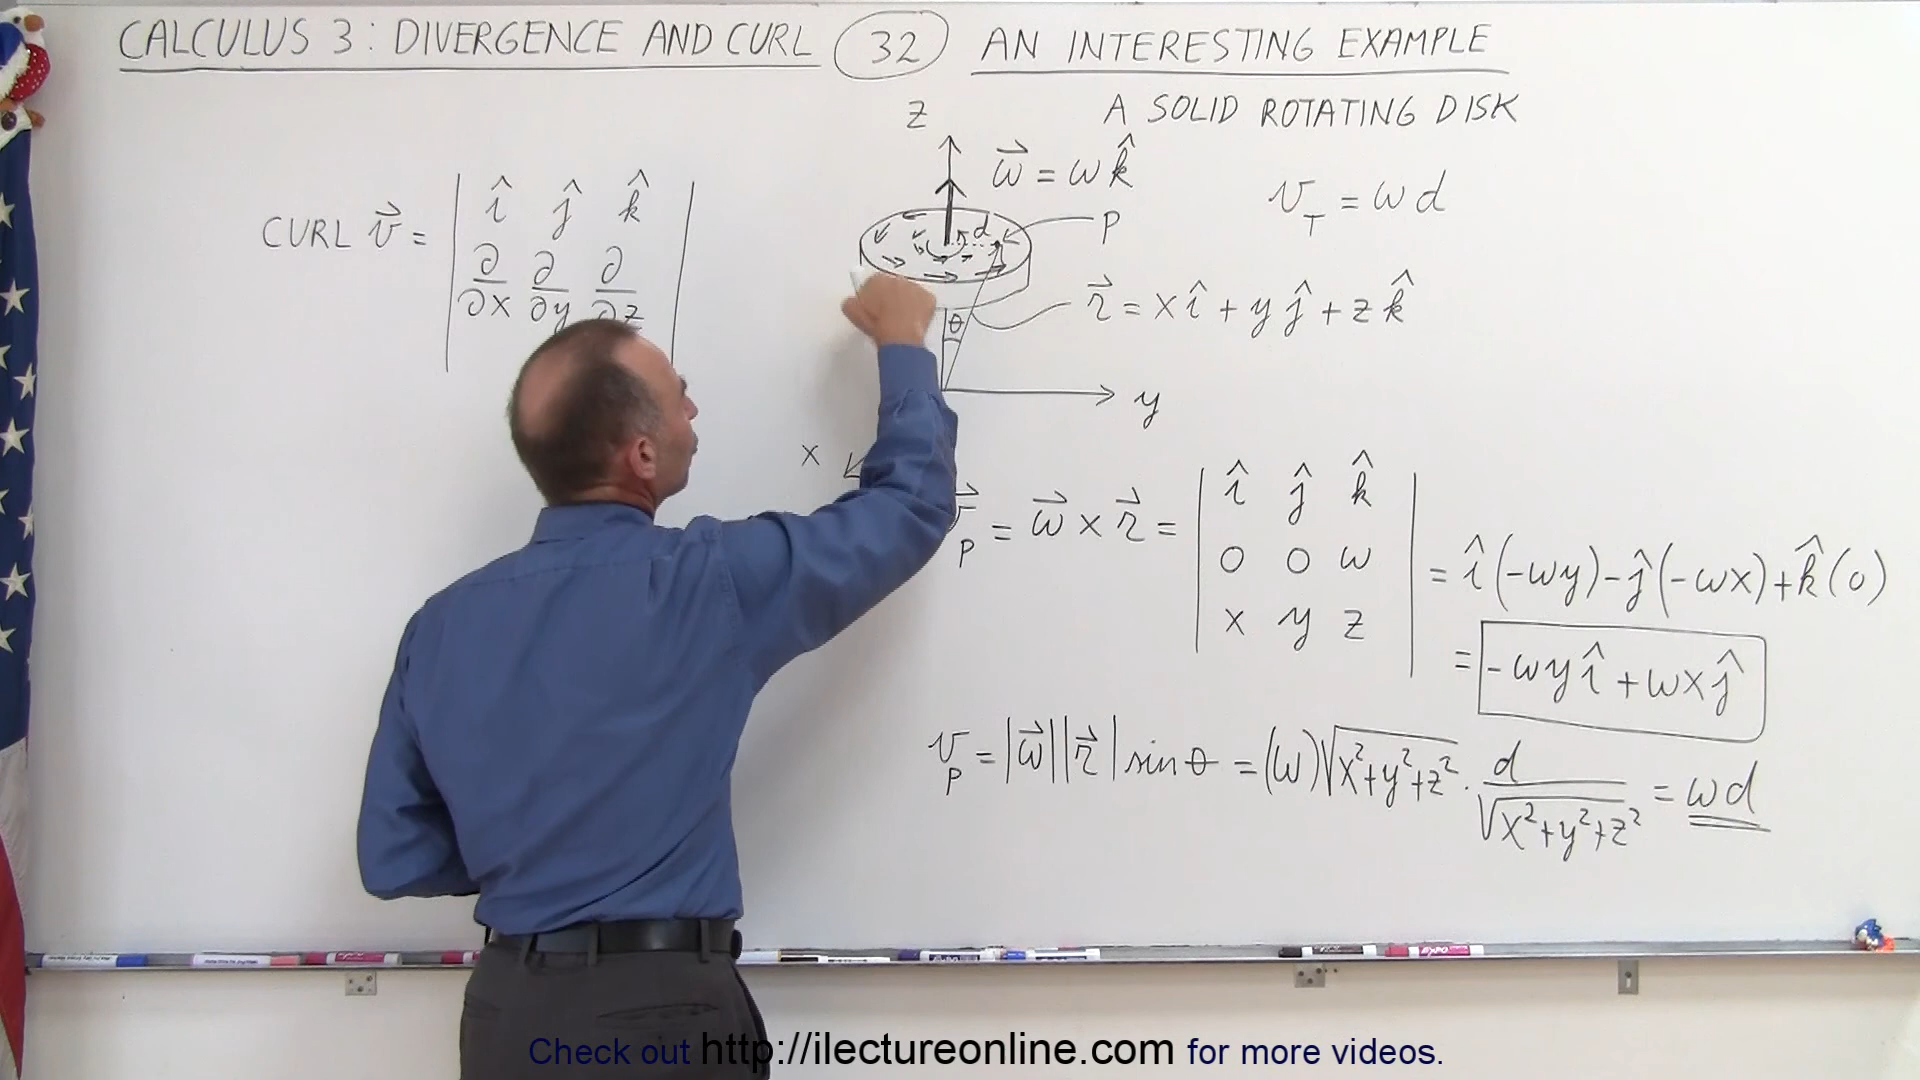 CALCULUS 3: DIVERGENCE AND CURL 32 AN INTERESTING EXAMPLE
A SOLID ROTATING DISK
Z
ω⃗ = ω k̂
v_T = ω d
d
P
CURL v⃗ = | î ĵ k̂ |
∂/∂x ∂/∂y ∂/∂z
θ
r⃗ = x î + y ĵ + z k̂
y
x
v⃗_P = ω⃗ × r⃗ = | î ĵ k̂ |
0 0 ω
x y z
= î(-ωy) - ĵ(-ωx) + k̂(0)
= -ωy î + ωx ĵ
v_P = |ω⃗||r⃗| sin θ = (ω)√(x²+y²+z²) · d/√(x²+y²+z²) = ωd
EXPO
Check out http://ilectureonline.com for more videos.